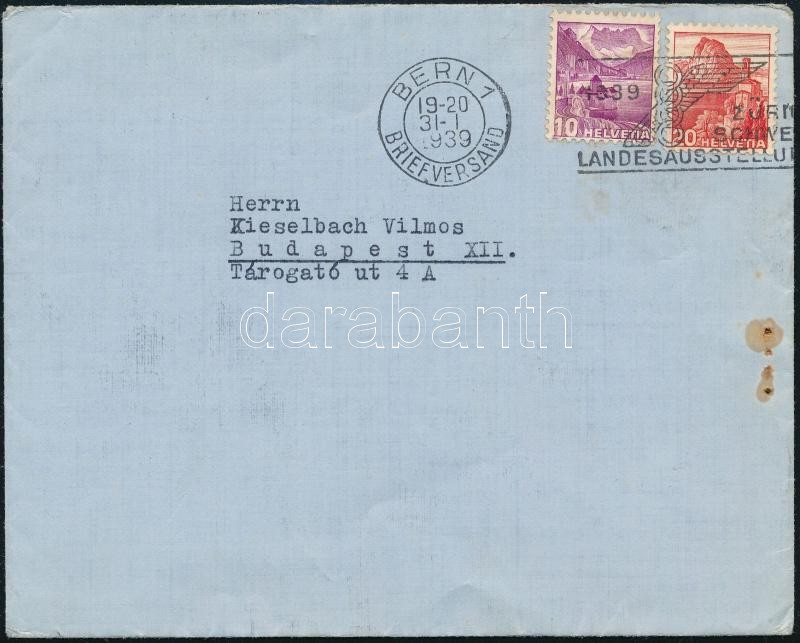 BERN 1
19-20
31-I
1939
BRIEFVERSAND
10 HELVETIA
20 HELVETIA
1939
LANDESAUSSTELLU
Herrn
Kieselbach Vilmos
Budapest XII.
Tárogató ut 4 A
darabanth